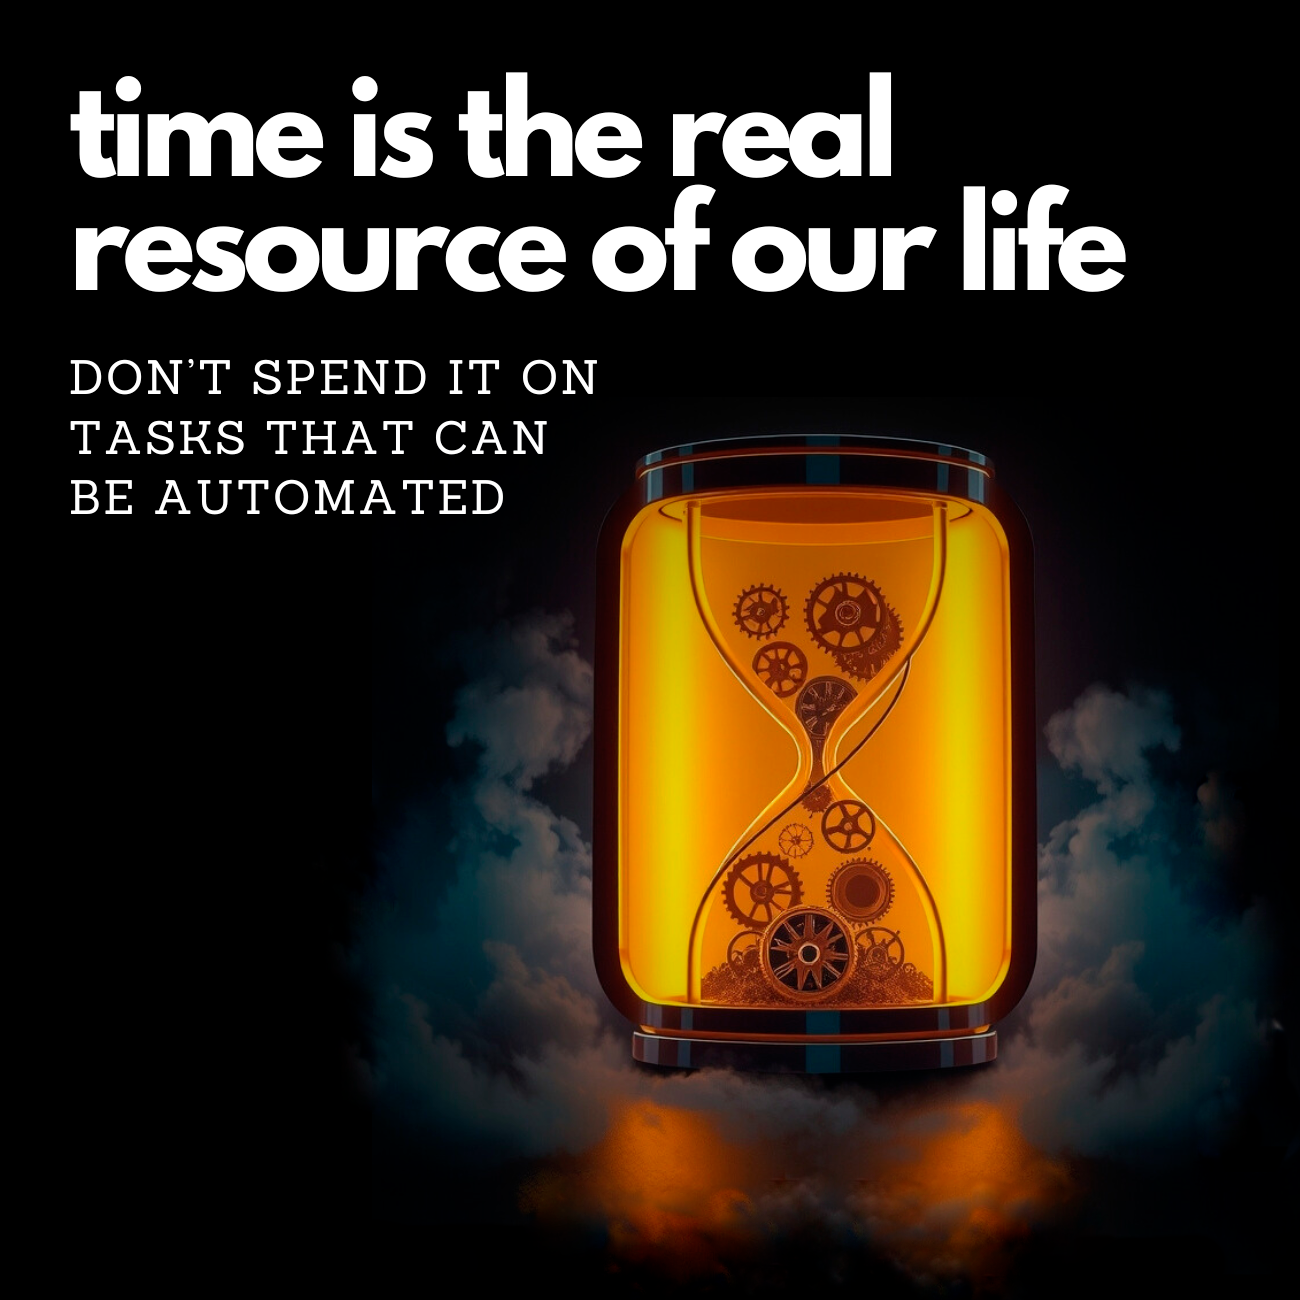 time is the real
resource of our life
DON’T SPEND IT ON
TASKS THAT CAN
BE AUTOMATED